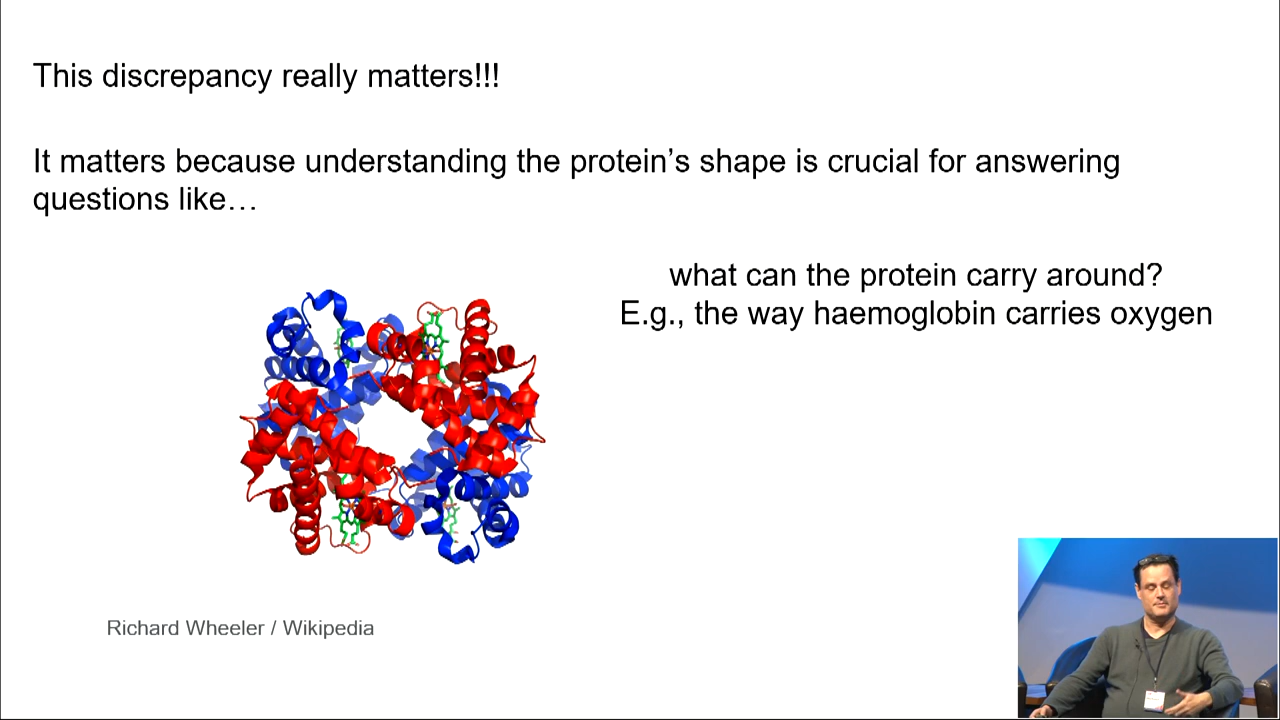 This discrepancy really matters!!!
It matters because understanding the protein’s shape is crucial for answering
questions like…
what can the protein carry around?
E.g., the way haemoglobin carries oxygen
Richard Wheeler / Wikipedia